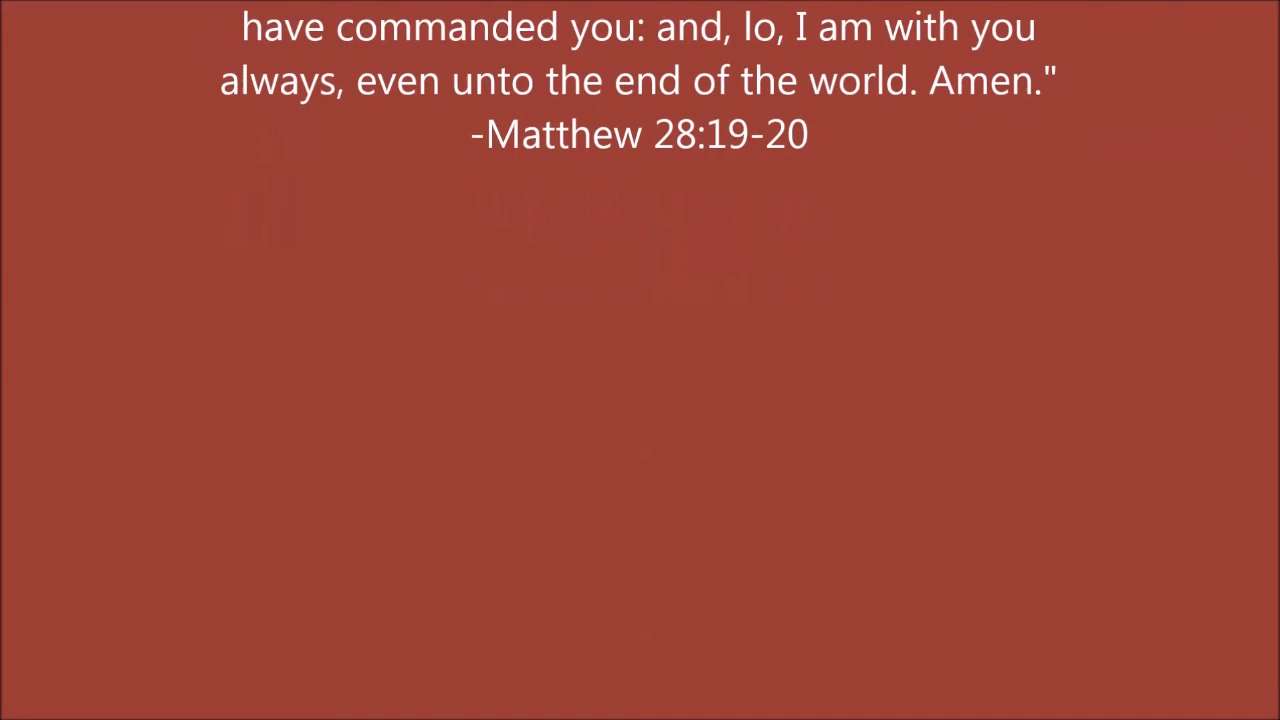 have commanded you: and, lo, I am with you
always, even unto the end of the world. Amen."
-Matthew 28:19-20